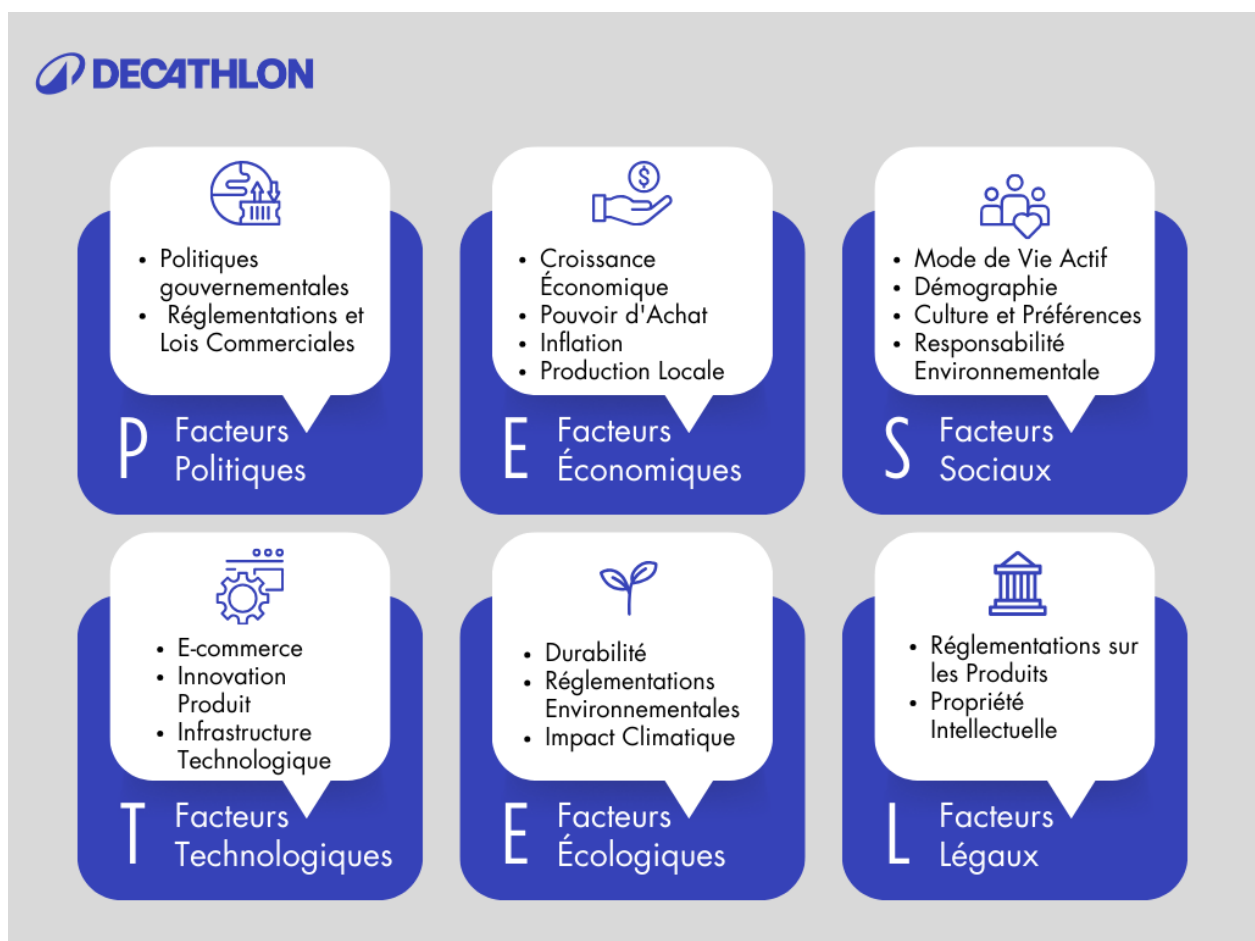 DECATHLON
• Politiques
gouvernementales
• Réglementations et
Lois Commerciales
P Facteurs
Politiques
• Croissance
Économique
• Pouvoir d'Achat
• Inflation
• Production Locale
E Facteurs
Économiques
• Mode de Vie Actif
• Démographie
• Culture et Préférences
• Responsabilité
Environnementale
S Facteurs
Sociaux
• E-commerce
• Innovation
Produit
• Infrastructure
Technologique
T Facteurs
Technologiques
• Durabilité
• Réglementations
Environnementales
• Impact Climatique
E Facteurs
Écologiques
• Réglementations sur
les Produits
• Propriété
Intellectuelle
L Facteurs
Légaux